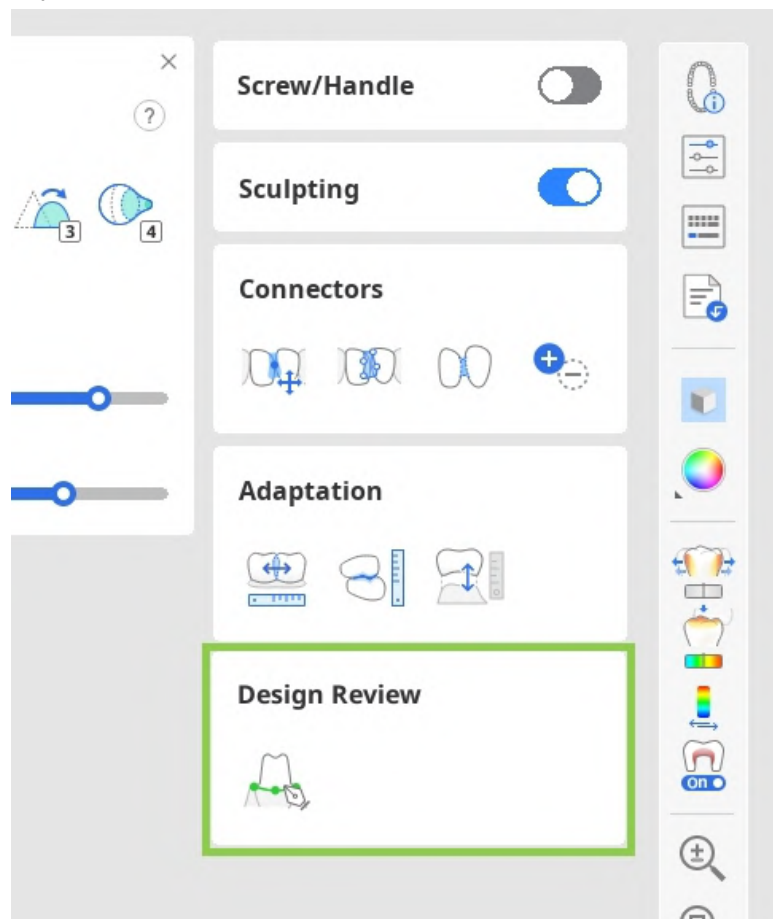 Screw/Handle
?
3
4
Sculpting
Connectors
Adaptation
Design Review
On